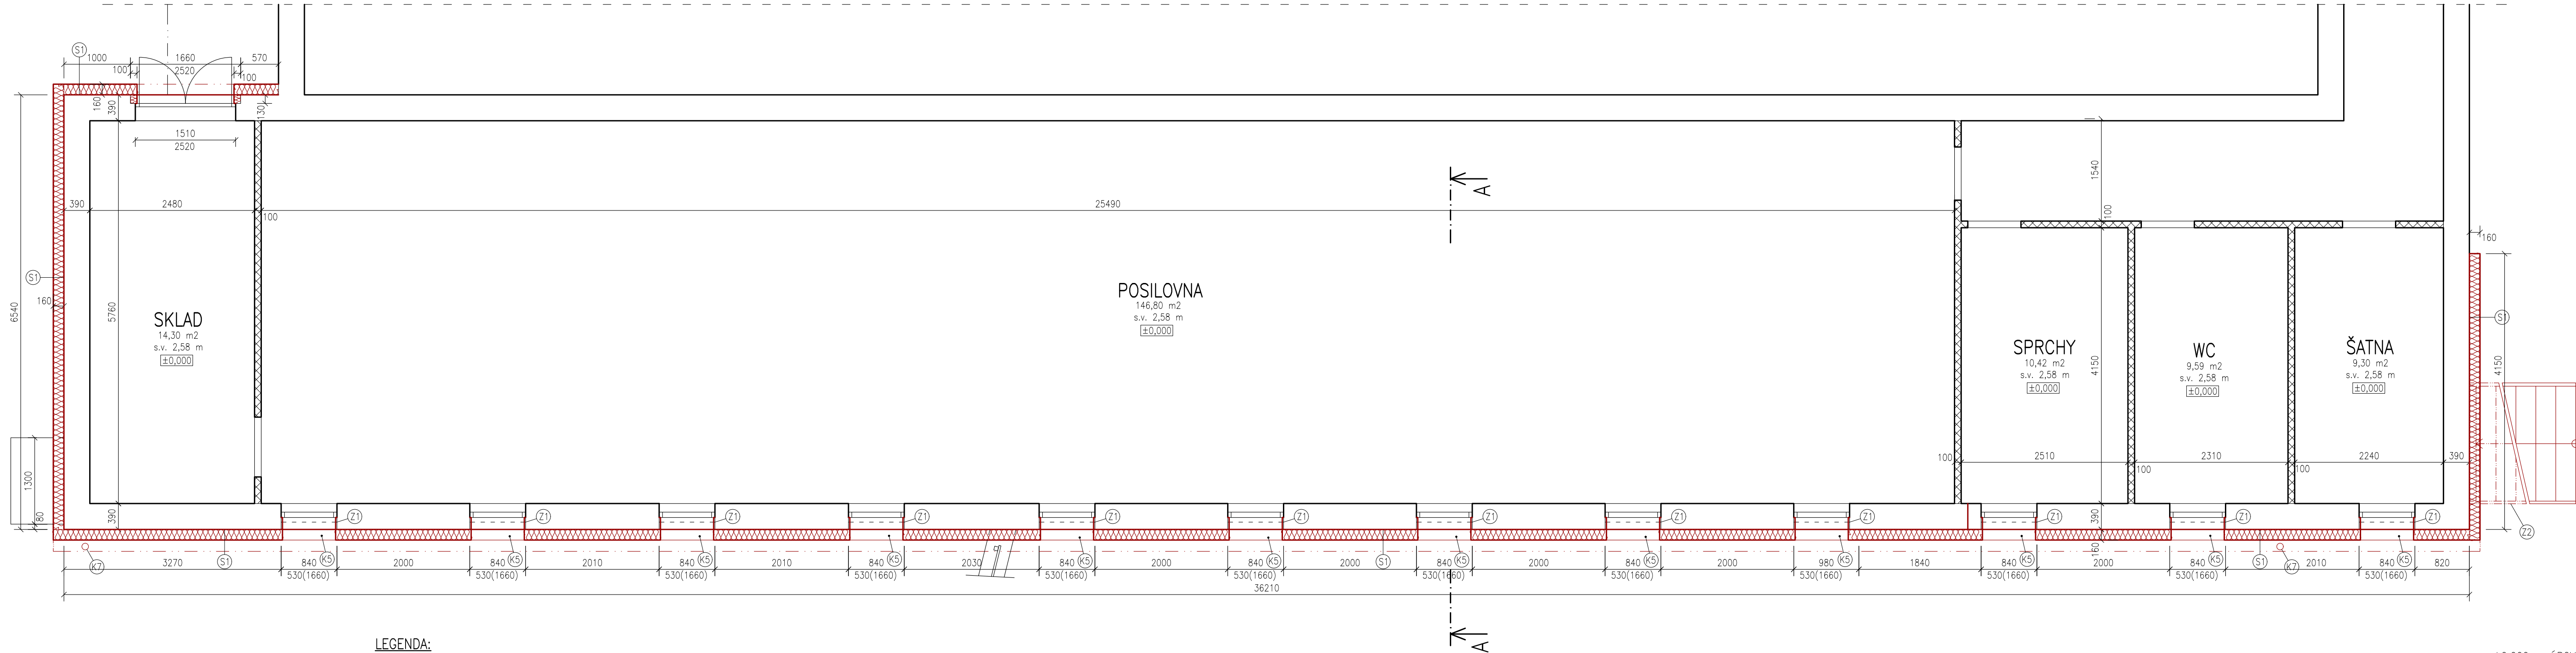 S1
1000
1660
570
100
2520
100
160
390
130
1510
2520
A
1540
390
2480
100
25490
100
160
S1
160
6540
5760
POSILOVNA
146,80 m2
s.v. 2,58 m
±0,000
SKLAD
14,30 m2
s.v. 2,58 m
±0,000
SPRCHY
10,42 m2
s.v. 2,58 m
±0,000
WC
9,59 m2
s.v. 2,58 m
±0,000
ŠATNA
9,30 m2
s.v. 2,58 m
±0,000
S1
4150
4150
100
2510
100
2310
100
2240
390
1300
80
390
390
160
Z1 Z1 Z1 Z1 Z1 Z1 Z1 Z1 Z1 Z1 Z1 Z1
Z2
K7
S1
K5 K5 K5 K5 K5 K5 K5 K5 K5 K5 K5 K5
S1
S1
K7
3270 840 2000 840 2010 840 2010 840 2030 840 2000 840 2000 840 2000 840 2000 980 1840 840 2000 840 2010 840 820
530(1660) 530(1660) 530(1660) 530(1660) 530(1660) 530(1660) 530(1660) 530(1660) 530(1660) 530(1660) 530(1660) 530(1660)
36210
A
LEGENDA: